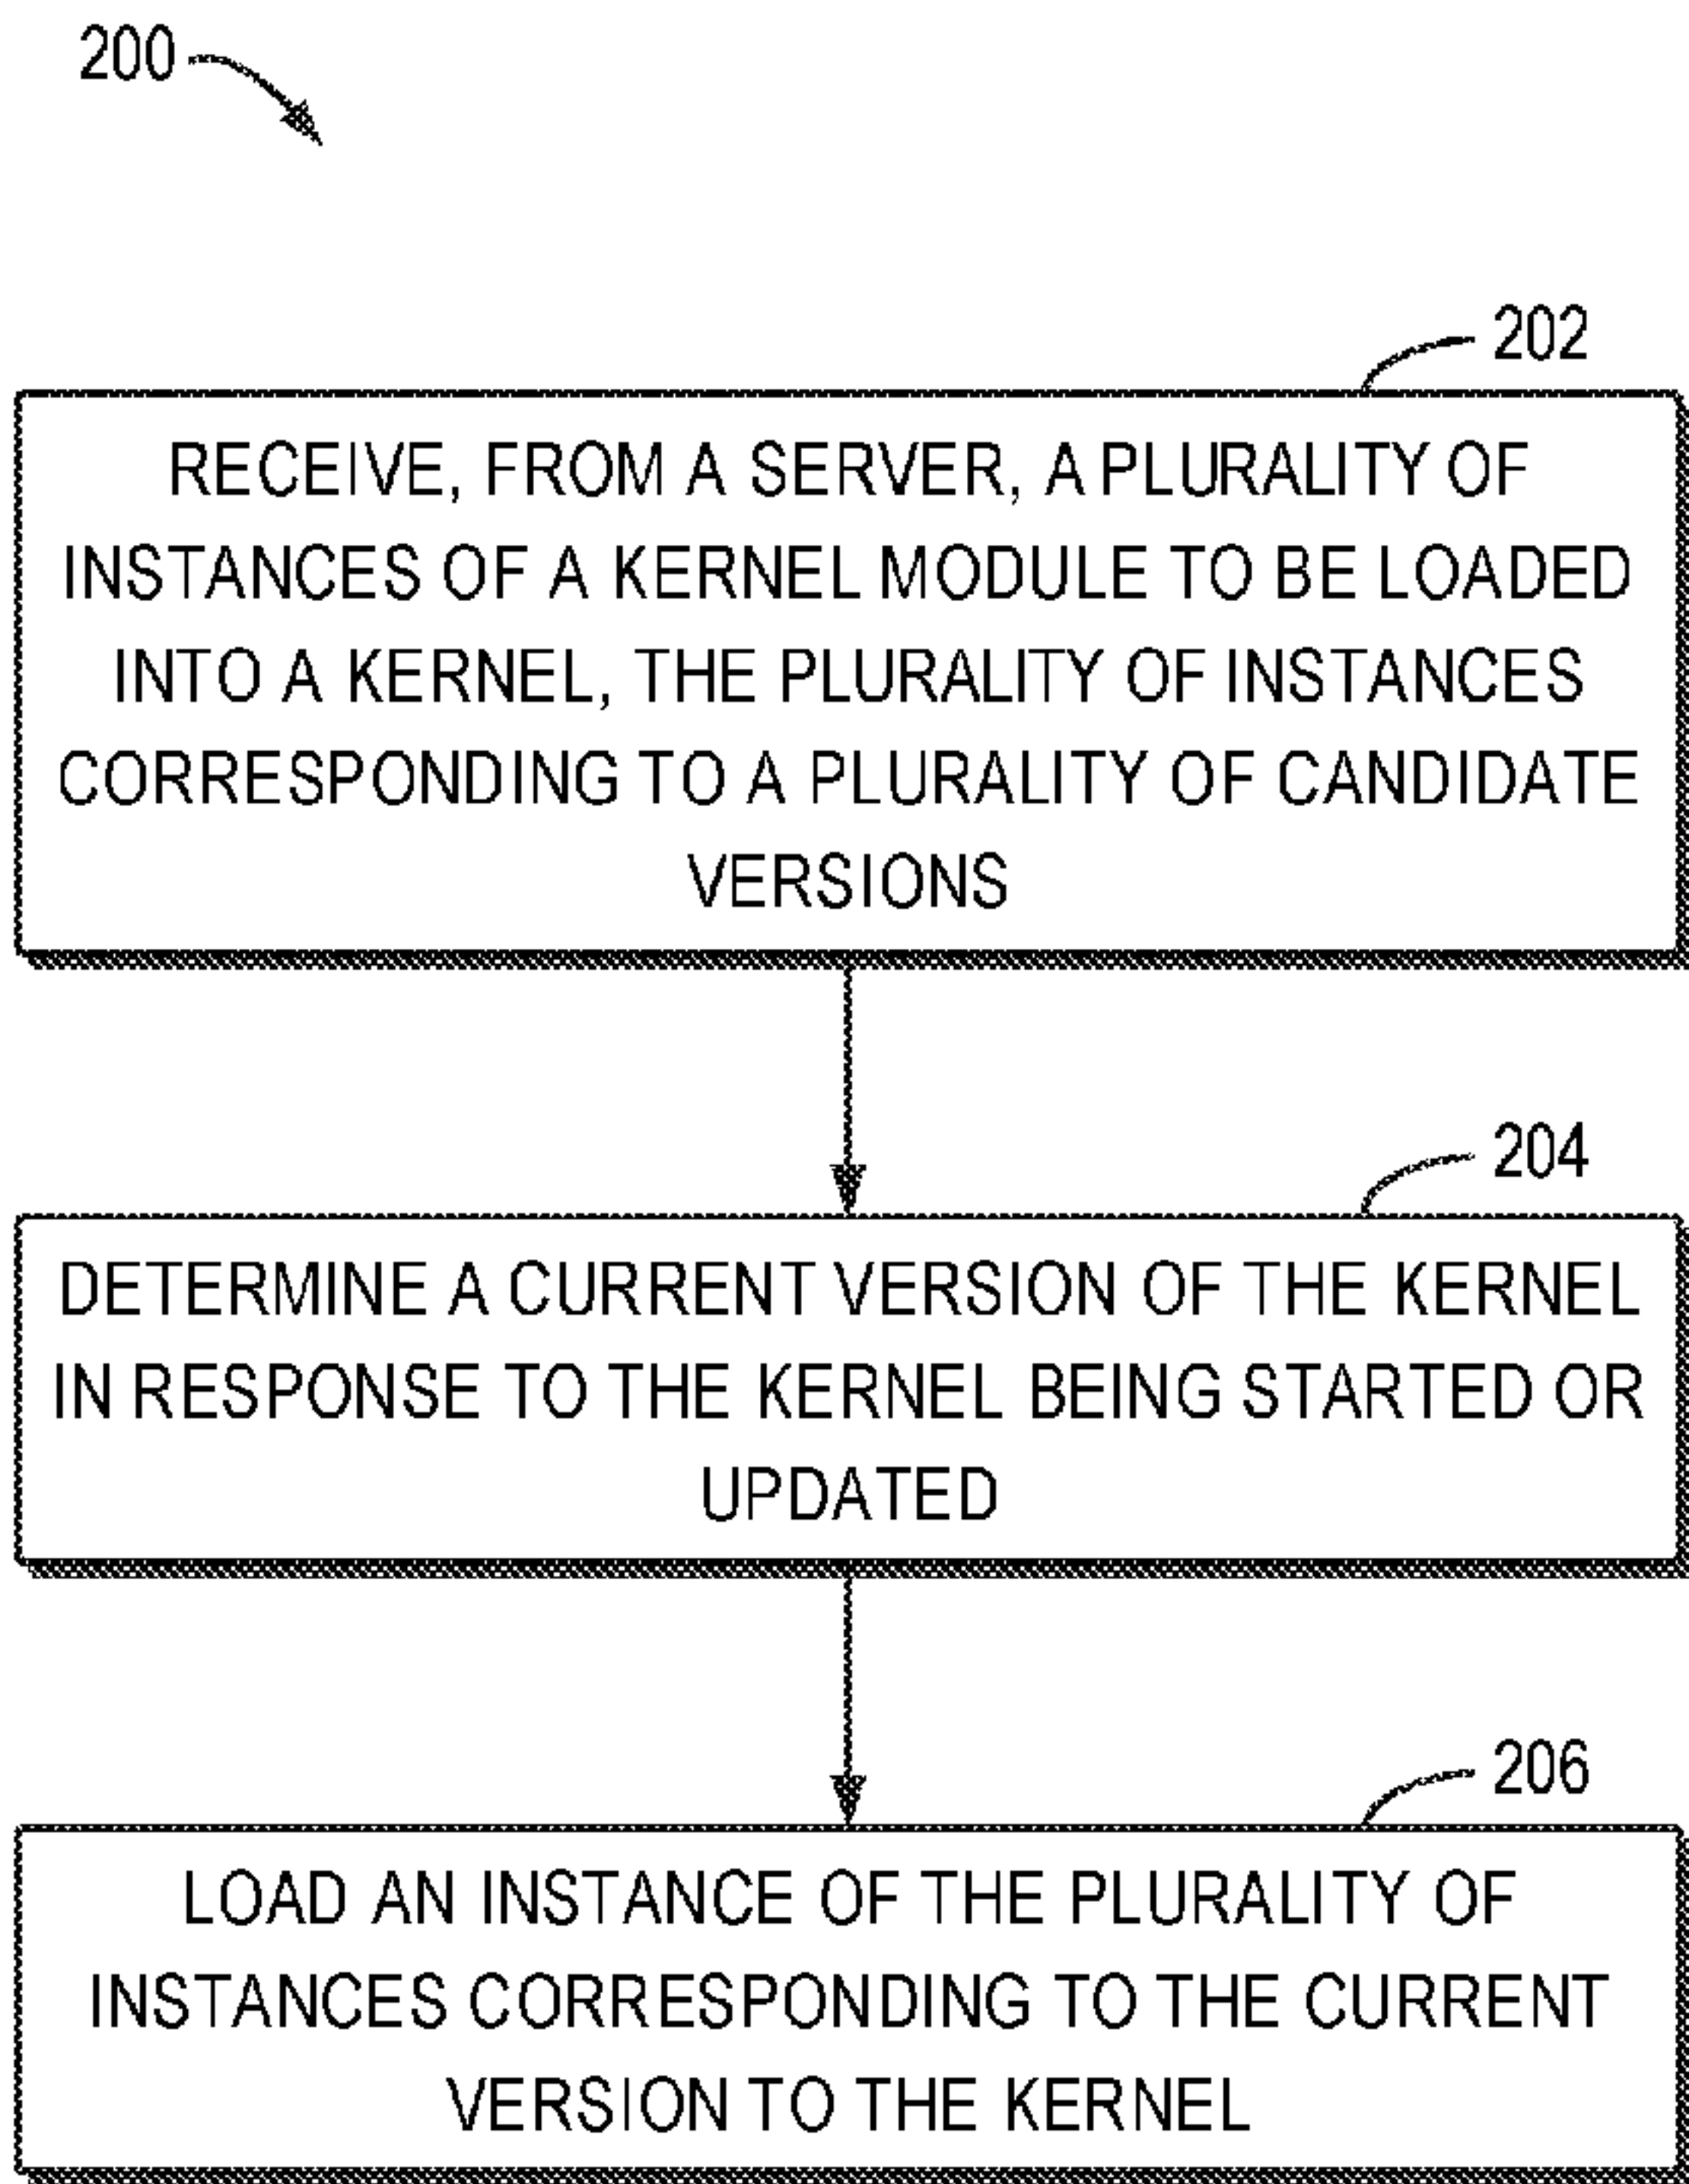 200
202
RECEIVE, FROM A SERVER, A PLURALITY OF
INSTANCES OF A KERNEL MODULE TO BE LOADED
INTO A KERNEL, THE PLURALITY OF INSTANCES
CORRESPONDING TO A PLURALITY OF CANDIDATE
VERSIONS
204
DETERMINE A CURRENT VERSION OF THE KERNEL
IN RESPONSE TO THE KERNEL BEING STARTED OR
UPDATED
206
LOAD AN INSTANCE OF THE PLURALITY OF
INSTANCES CORRESPONDING TO THE CURRENT
VERSION TO THE KERNEL